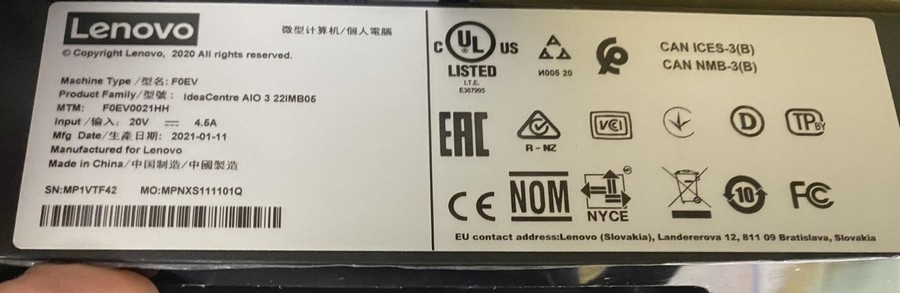 Lenovo
微型计算机/個人電腦
© Copyright Lenovo, 2020 All rights reserved.
Machine Type /型名: F0EV
Product Family/型號: IdeaCentre AIO 3 22IMB05
MTM: F0EV0021HH
Input /输入: 20V ⎓ 4.5A
Mfg Date/生產日期: 2021-01-11
Manufactured for Lenovo
Made in China/中国制造/中國製造
SN:MP1VTF42 MO:MPNXS111101Q
C UL US
LISTED
I.T.E.
E307995
И005 20
CAN ICES-3(B)
CAN NMB-3(B)
EAC
R-NZ
VCCI
D
TP
BY
CE
NOM
NYCE
10
FC
EU contact address:Lenovo (Slovakia), Landererova 12, 811 09 Bratislava, Slovakia